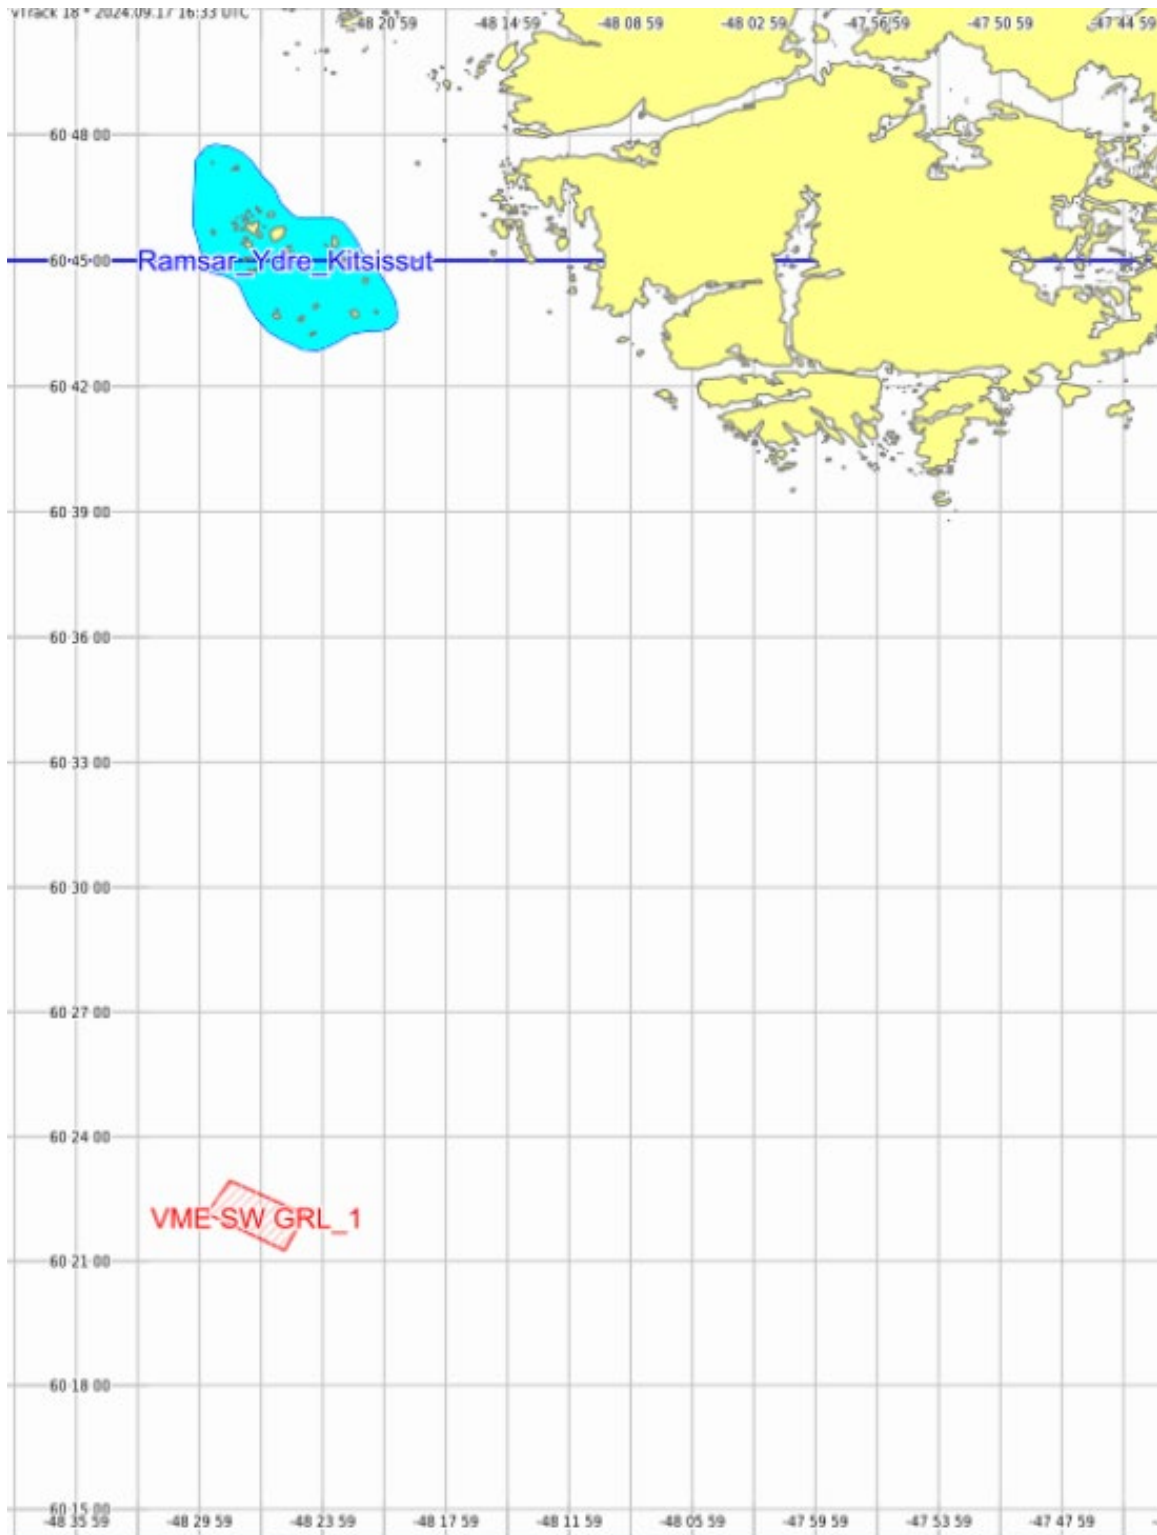 vTrack 18 * 2024.09.17 16:33 UTC
-48 20 59 -48 14 59 -48 08 59 -48 02 59 -47 56 59 -47 50 59 -47 44 59
60 48 00
Ramsar_Ydre_Kitsissut
60 45 00
60 42 00
60 39 00
60 36 00
60 33 00
60 30 00
60 27 00
60 24 00
VME-SW GRL_1
60 21 00
60 18 00
60 15 00
-48 35 59 -48 29 59 -48 23 59 -48 17 59 -48 11 59 -48 05 59 -47 59 59 -47 53 59 -47 47 59